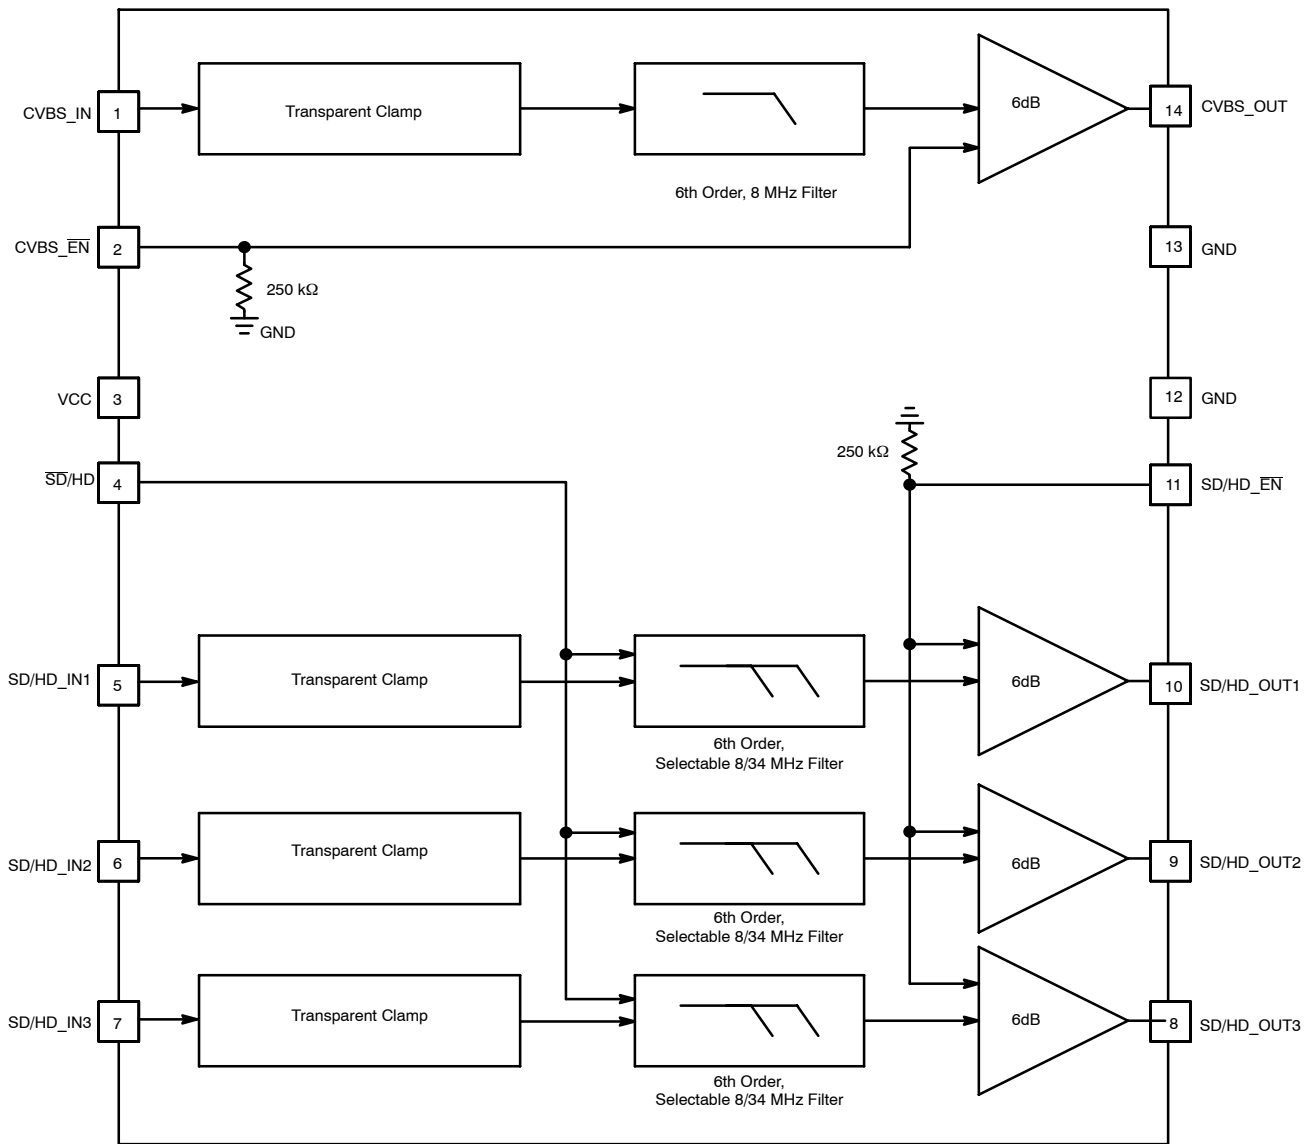 CVBS_IN
1
Transparent Clamp
6dB
14
CVBS_OUT
6th Order, 8 MHz Filter
CVBS_E̅N̅
2
13
GND
250 kΩ
GND
VCC
3
12
GND
250 kΩ
S̅D̅/HD
4
11
SD/HD_E̅N̅
SD/HD_IN1
5
Transparent Clamp
6dB
10
SD/HD_OUT1
6th Order,
Selectable 8/34 MHz Filter
SD/HD_IN2
6
Transparent Clamp
6dB
9
SD/HD_OUT2
6th Order,
Selectable 8/34 MHz Filter
SD/HD_IN3
7
Transparent Clamp
6dB
8
SD/HD_OUT3
6th Order,
Selectable 8/34 MHz Filter